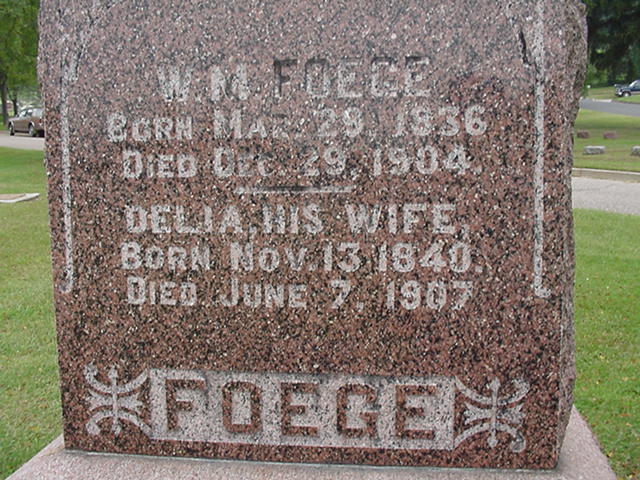 WM. FOEGE
BORN MAR. 29, 1836
DIED DEC. 29, 1904.
DELIA, HIS WIFE,
BORN NOV. 13, 1840.
DIED JUNE 7, 1907
FOEGE